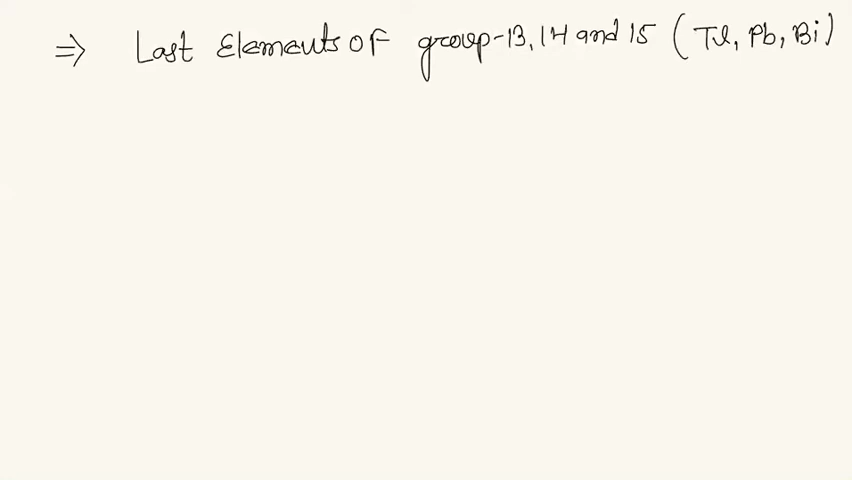 ⇒ Last Elements OF group-13, 14 and 15 (Tl, Pb, Bi)